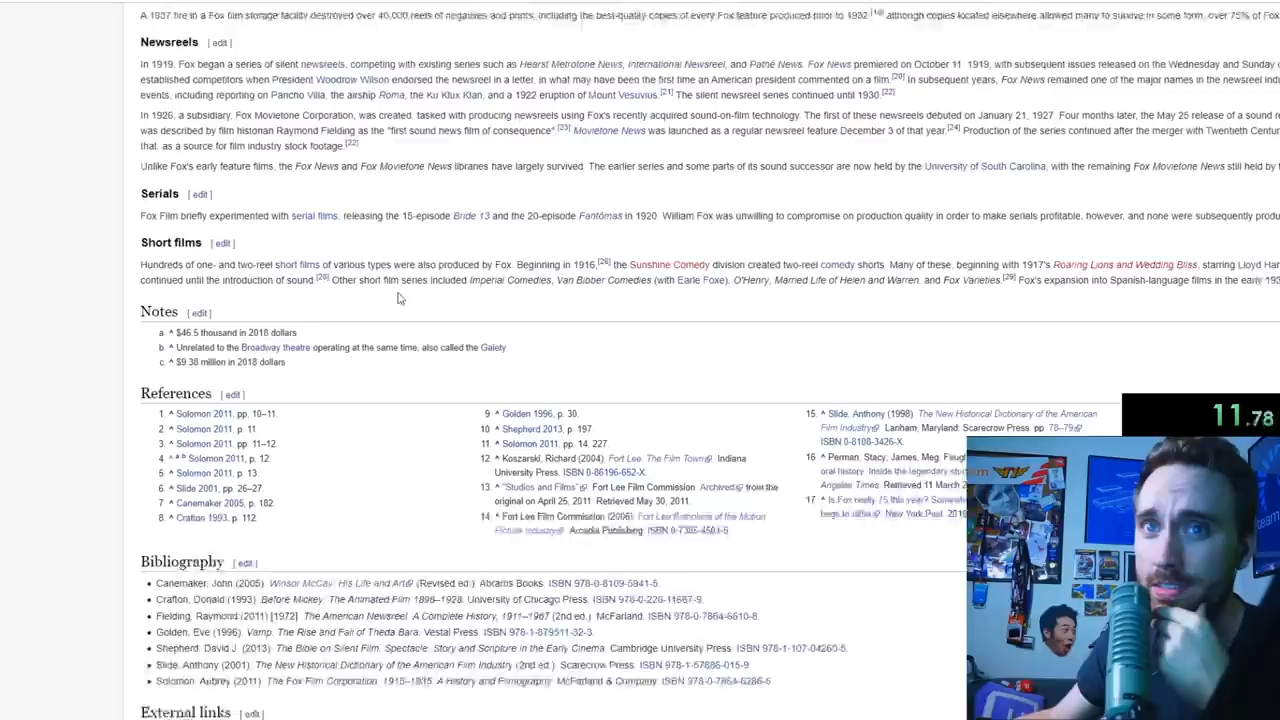 A 1937 fire in a Fox film storage facility destroyed over 40,000 reels of negatives and prints, including the best-quality copies of every Fox feature produced prior to 1932 although copies located elsewhere allowed many to survive in some form, over 75% of Fox
Newsreels [ edit ]
In 1919, Fox began a series of silent newsreels, competing with existing series such as Hearst Metrotone News, International Newsreel, and Pathé News. Fox News premiered on October 11 1919, with subsequent issues released on the Wednesday and Sunday
established competitors when President Woodrow Wilson endorsed the newsreel in a letter, in what may have been the first time an American president commented on a film.[20] In subsequent years, Fox News remained one of the major names in the newsreel
events, including reporting on Pancho Villa, the airship Roma, the Ku Klux Klan, and a 1922 eruption of Mount Vesuvius.[21] The silent newsreel series continued until 1930.[22]
In 1926, a subsidiary, Fox Movietone Corporation, was created, tasked with producing newsreels using Fox's recently acquired sound-on-film technology. The first of these newsreels debuted on January 21, 1927 Four months later, the May 25 release of a sound
was described by film historian Raymond Fielding as the "first sound news film of consequence" [23] Movietone News was launched as a regular newsreel feature December 3 of that year.[24] Production of the series continued after the merger with Twentieth
that, as a source for film industry stock footage.[22]
Unlike Fox's early feature films, the Fox News and Fox Movietone News libraries have largely survived The earlier series and some parts of its sound successor are now held by the University of South Carolina, with the remaining Fox Movietone News still held by
Serials [ edit ]
Fox Film briefly experimented with serial films, releasing the 15-episode Bride 13 and the 20-episode Fantômas in 1920. William Fox was unwilling to compromise on production quality in order to make serials profitable, however, and none were subsequently
Short films [ edit ]
Hundreds of one- and two-reel short films of various types were also produced by Fox. Beginning in 1916, the Sunshine Comedy division created two-reel comedy shorts Many of these, beginning with 1917's Roaring Lions and Wedding Bliss, starring Lloyd
continued until the introduction of sound Other short film series included Imperial Comedies, Van Bibber Comedies (with Earle Foxe), O'Henry, Married Life of Helen and Warren, and Fox Varieties.[29] Fox's expansion into Spanish-language films in the early
Notes [ edit ]
a. ^ $46.5 thousand in 2018 dollars
b. ^ Unrelated to the Broadway theatre operating at the same time, also called the Gaiety
c. ^ $9.38 million in 2018 dollars
References [ edit ]
1. ^ Solomon 2011, pp. 10–11.
2. ^ Solomon 2011, p. 11
3. ^ Solomon 2011, pp. 11–12.
4. ^ a b Solomon 2011, p. 12.
5. ^ Solomon 2011, p. 13.
6. ^ Slide 2001, pp. 26–27.
7. ^ Canemaker 2005, p. 182.
8. ^ Crafton 1993, p. 112.
9 ^ Golden 1996, p. 30.
10. ^ Shepherd 2013, p. 197.
11. ^ Solomon 2011, pp. 14, 227.
12. ^ Koszarski, Richard (2004). Fort Lee: The Film Town Indiana
University Press. ISBN 0-86196-652-X.
13. ^ "Studios and Films" Fort Lee Film Commission Archived from the
original on April 25, 2011 Retrieved May 30, 2011.
14. ^ Fort Lee Film Commission (2006) Fort Lee Birthplace of the Motion
Picture Industry Arcadia Publishing ISBN 0-7385-4501-5
15. ^ Slide, Anthony (1998). The New Historical Dictionary of the American
Film Industry Lanham, Maryland: Scarecrow Press. pp 78–79
ISBN 0-8108-3426-X.
16 ^ Perman, Stacy; James, Meg;
oral history: Inside the legendary
Angeles Times. Retrieved 11 March
17 ^ Is Fox really 75 this year?
New York Post.
11.78
Bibliography [ edit ]
• Canemaker, John (2005) Winsor McCay: His Life and Art (Revised ed) Abrams Books. ISBN 978-0-8109-5941-5.
• Crafton, Donald (1993) Before Mickey: The Animated Film 1898–1928. University of Chicago Press. ISBN 0-226-11667-9.
• Fielding, Raymond (2011) [1972] The American Newsreel: A Complete History, 1911–1967 (2nd ed.) McFarland. ISBN 978-0-7864-6610-8.
• Golden, Eve (1996) Vamp: The Rise and Fall of Theda Bara. Vestal Press. ISBN 978-1-879511-32-3.
• Shepherd, David J (2013) The Bible on Silent Film: Spectacle, Story and Scripture in the Early Cinema Cambridge University Press ISBN 978-1-107-04260-5.
• Slide, Anthony (2001) The New Historical Dictionary of the American Film Industry (2nd ed) Scarecrow Press. ISBN 978-1-57886-015-9
• Solomon, Aubrey (2011) The Fox Film Corporation, 1915–1935: A History and Filmography McFarland & Company ISBN 978-0-7864-6286-5
External links [ edit ]
team